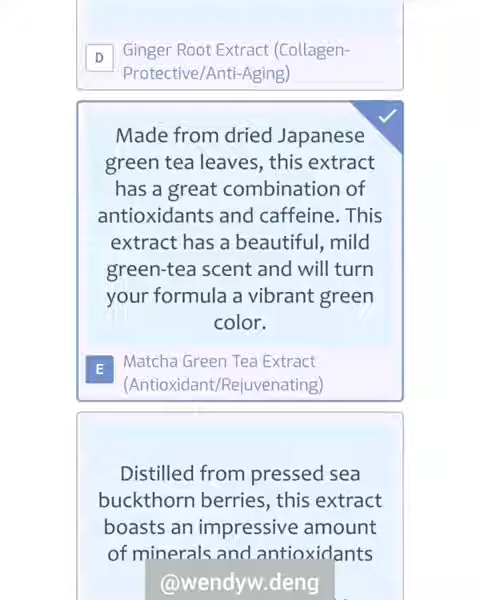 D
Ginger Root Extract (Collagen-
Protective/Anti-Aging)
Made from dried Japanese
green tea leaves, this extract
has a great combination of
antioxidants and caffeine. This
extract has a beautiful, mild
green-tea scent and will turn
your formula a vibrant green
color.
E
Matcha Green Tea Extract
(Antioxidant/Rejuvenating)
Distilled from pressed sea
buckthorn berries, this extract
boasts an impressive amount
of minerals and antioxidants
@wendyw.deng